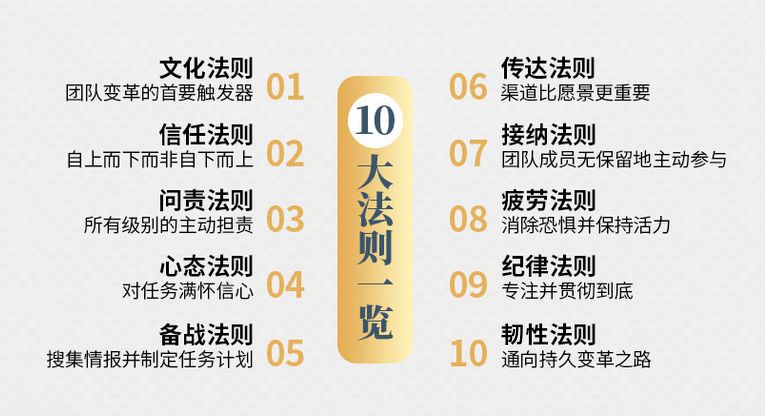 10
大法则一览
文化法则
团队变革的首要触发器
01
信任法则
自上而下而非自下而上
02
问责法则
所有级别的主动担责
03
心态法则
对任务满怀信心
04
备战法则
搜集情报并制定任务计划
05
06
传达法则
渠道比愿景更重要
07
接纳法则
团队成员无保留地主动参与
08
疲劳法则
消除恐惧并保持活力
09
纪律法则
专注并贯彻到底
10
韧性法则
通向持久变革之路